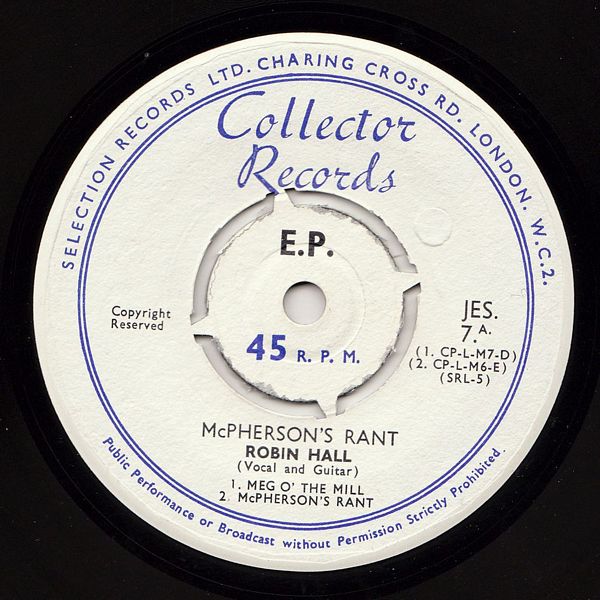 SELECTION RECORDS LTD. CHARING CROSS RD. LONDON. W.C.2.
Collector
Records
E.P.
Copyright
Reserved
JES.
7.A.
45 R. P. M.
(1. CP-L-M7-D)
(2. CP-L-M6-E)
(SRL-5)
McPHERSON'S RANT
ROBIN HALL
(Vocal and Guitar)
1. MEG O' THE MILL
2. McPHERSON'S RANT
Public Performance or Broadcast without Permission Strictly Prohibited.